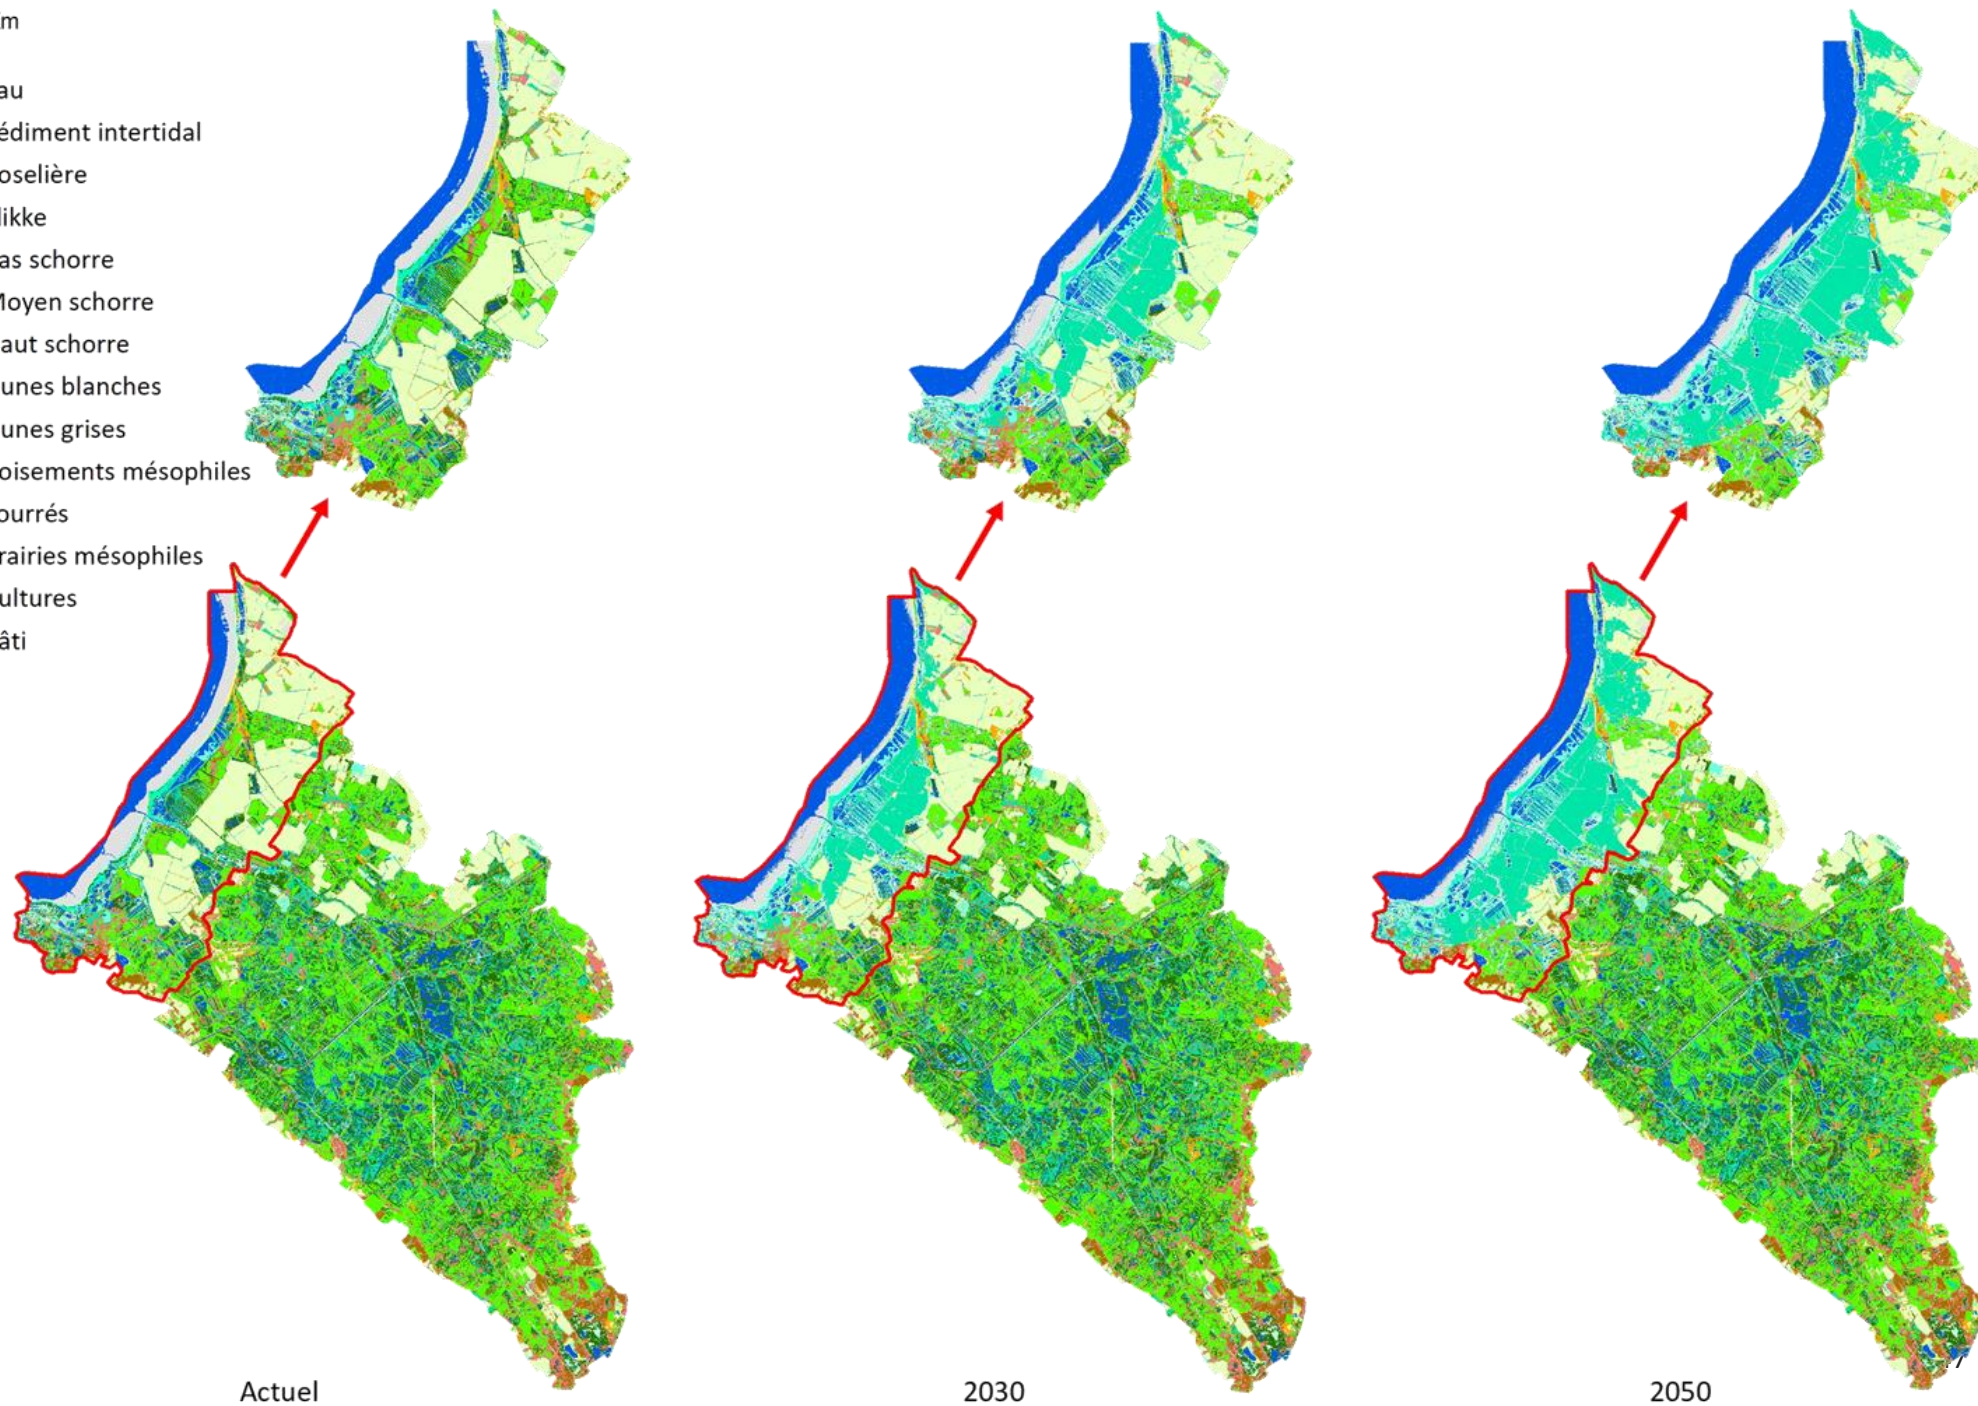 m
au
édiment intertidal
oselière
likke
as schorre
Moyen schorre
aut schorre
unes blanches
unes grises
oisements mésophiles
ourrés
rairies mésophiles
ultures
âti
Actuel
2030
2050